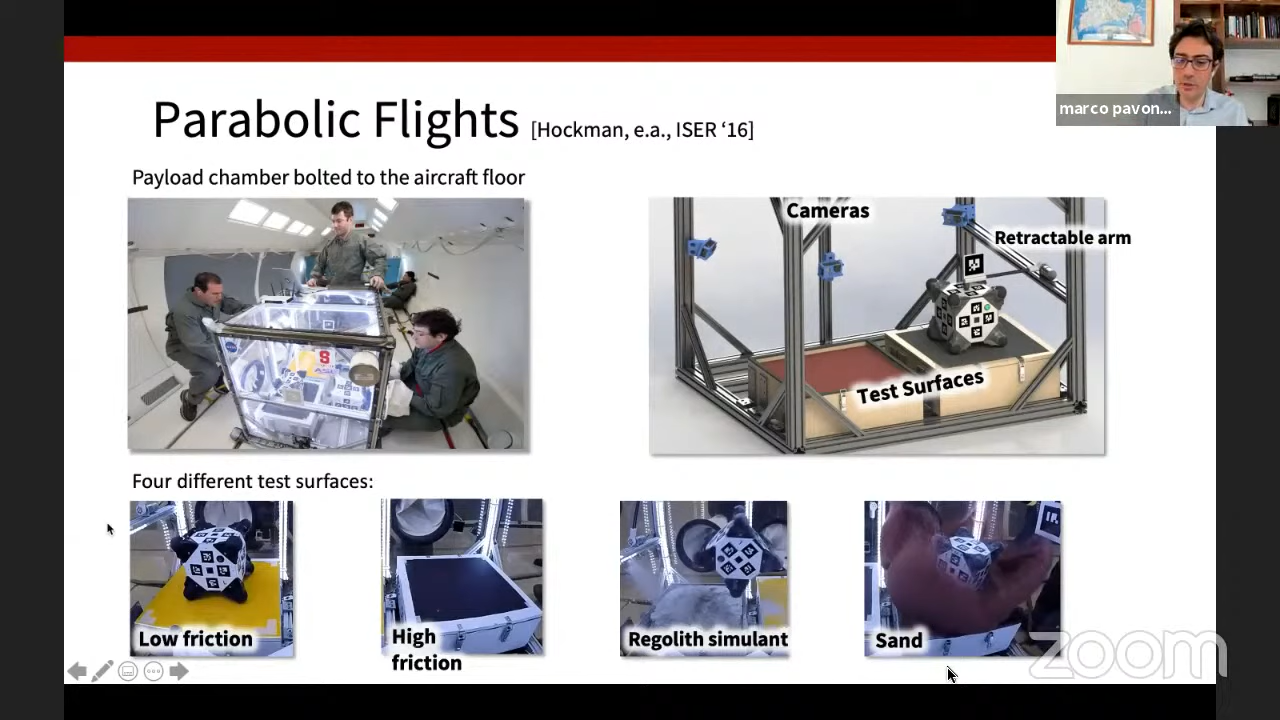 marco pavon...
Parabolic Flights [Hockman, e.a., ISER ‘16]
Payload chamber bolted to the aircraft floor
Cameras
Retractable arm
Test Surfaces
Four different test surfaces:
Low friction
High
friction
Regolith simulant
Sand
zoom